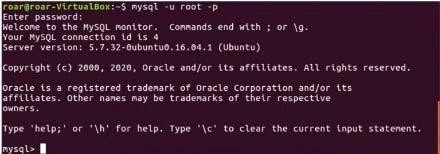 roar@roar-VirtualBox:~$ mysql -u root -p
Enter password:
Welcome to the MySQL monitor.  Commands end with ; or \g.
Your MySQL connection id is 4
Server version: 5.7.32-0ubuntu0.16.04.1 (Ubuntu)
Copyright (c) 2000, 2020, Oracle and/or its affiliates. All rights reserved.
Oracle is a registered trademark of Oracle Corporation and/or its
affiliates. Other names may be trademarks of their respective
owners.
Type 'help;' or '\h' for help. Type '\c' to clear the current input statement.
mysql>